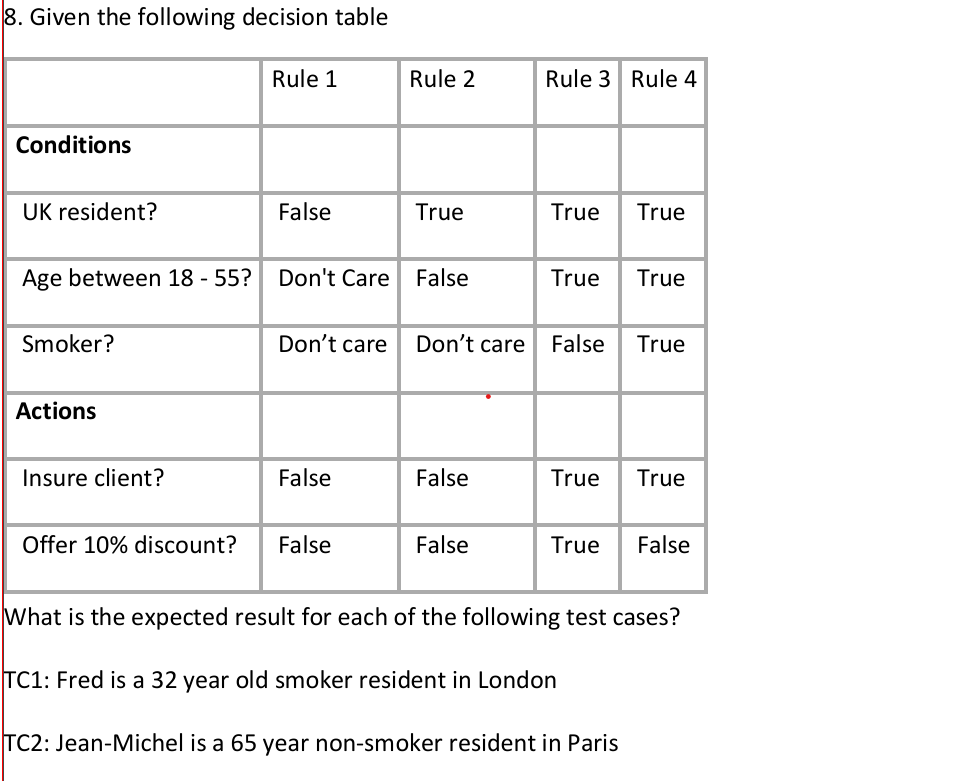 8. Given the following decision table
Rule 1 Rule 2 Rule 3 Rule 4
Conditions
UK resident? False True True True
Age between 18 - 55? Don't Care False True True
Smoker? Don’t care Don’t care False True
Actions
Insure client? False False True True
Offer 10% discount? False False True False
What is the expected result for each of the following test cases?
TC1: Fred is a 32 year old smoker resident in London
TC2: Jean-Michel is a 65 year non-smoker resident in Paris